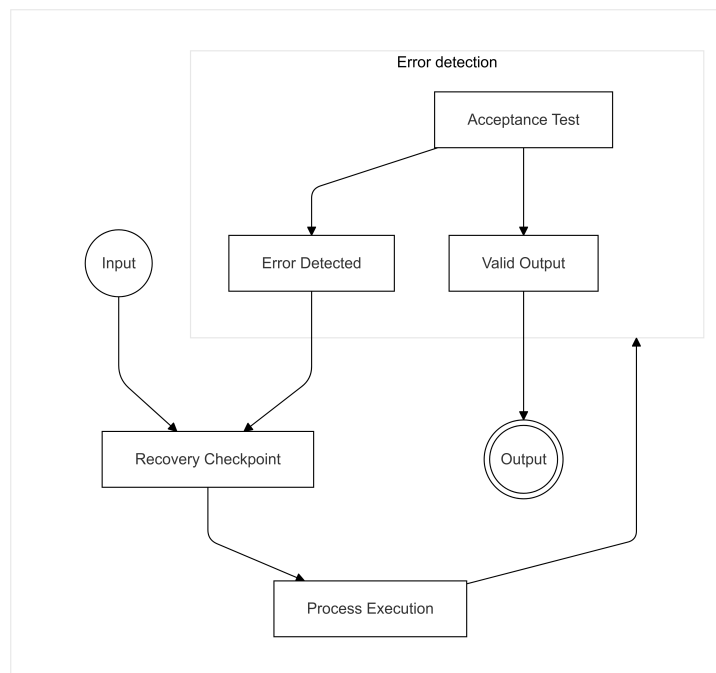 Error detection
Acceptance Test
Input
Error Detected
Valid Output
Recovery Checkpoint
Output
Process Execution